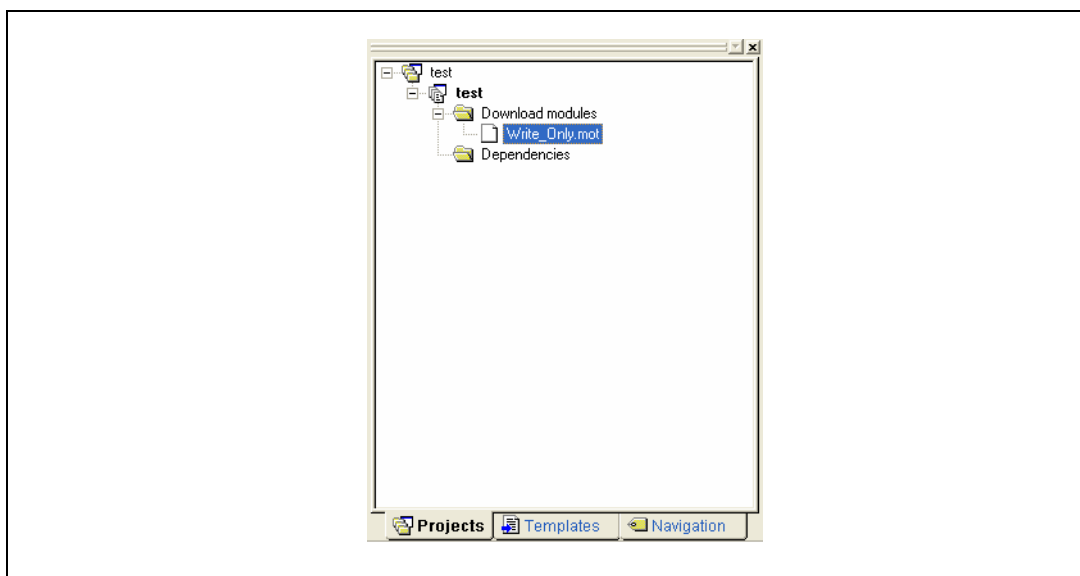 test
test
Download modules
Write_Only.mot
Dependencies
Projects Templates Navigation